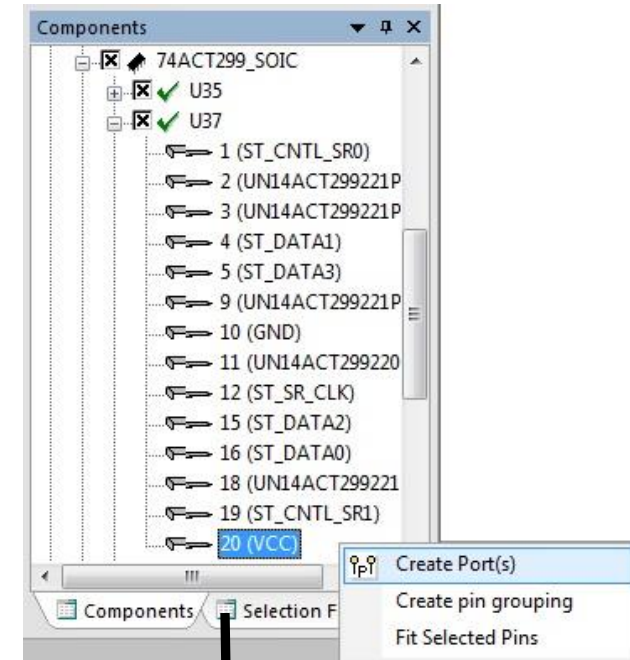 Components
74ACT299_SOIC
U35
U37
1 (ST_CNTL_SR0)
2 (UN14ACT299221P
3 (UN14ACT299221P
4 (ST_DATA1)
5 (ST_DATA3)
9 (UN14ACT299221P
10 (GND)
11 (UN14ACT299220
12 (ST_SR_CLK)
15 (ST_DATA2)
16 (ST_DATA0)
18 (UN14ACT299221
19 (ST_CNTL_SR1)
20 (VCC)
Create Port(s)
Create pin grouping
Fit Selected Pins
Components
Selection F